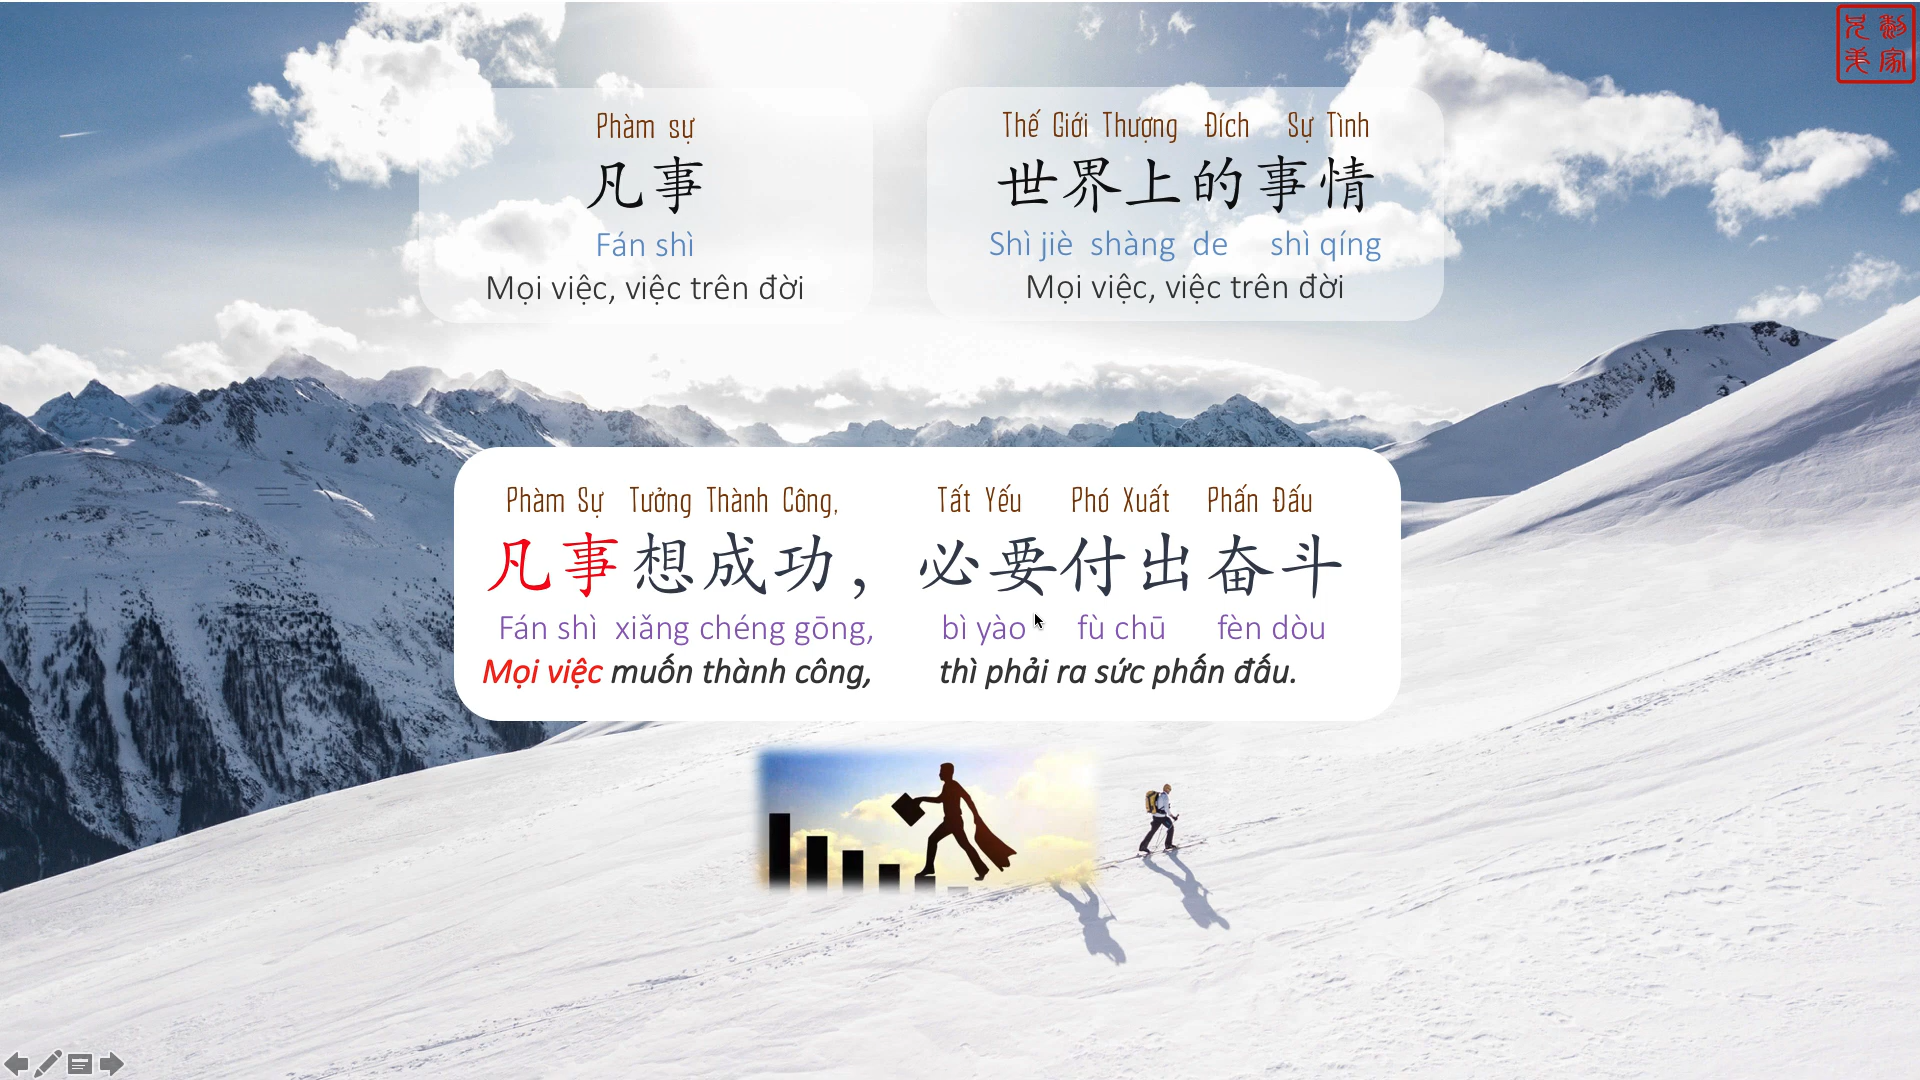 Phàm sự
凡事
Fán shì
Mọi việc, việc trên đời
Thế Giới Thượng Đích Sự Tình
世界上的事情
Shì jiè shàng de shì qíng
Mọi việc, việc trên đời
Phàm Sự Tưởng Thành Công, Tất Yếu Phó Xuất Phấn Đấu
凡事想成功，必要付出奋斗
Fán shì xiǎng chéng gōng, bì yào fù chū fèn dòu
Mọi việc muốn thành công, thì phải ra sức phấn đấu.